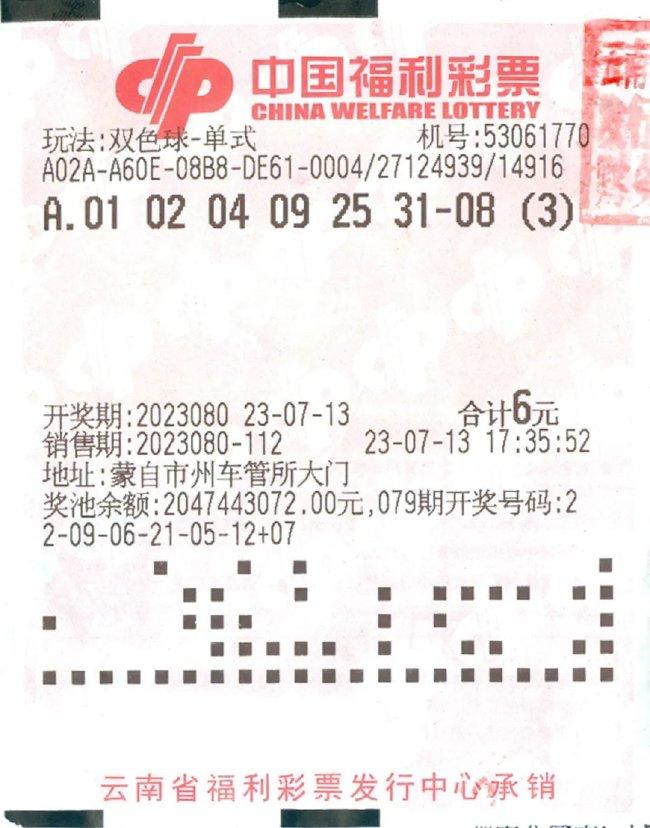 中国福利彩票
CHINA WELFARE LOTTERY
玩法:双色球-单式 机号:53061770
A02A-A60E-08B8-DE61-0004/27124939/14916
A.01 02 04 09 25 31-08 (3)
开奖期:2023080 23-07-13 合计6元
销售期:2023080-112 23-07-13 17:35:52
地址:蒙自市州车管所大门
奖池余额:2047443072.00元,079期开奖号码:2
2-09-06-21-05-12+07
云南省福利彩票发行中心承销